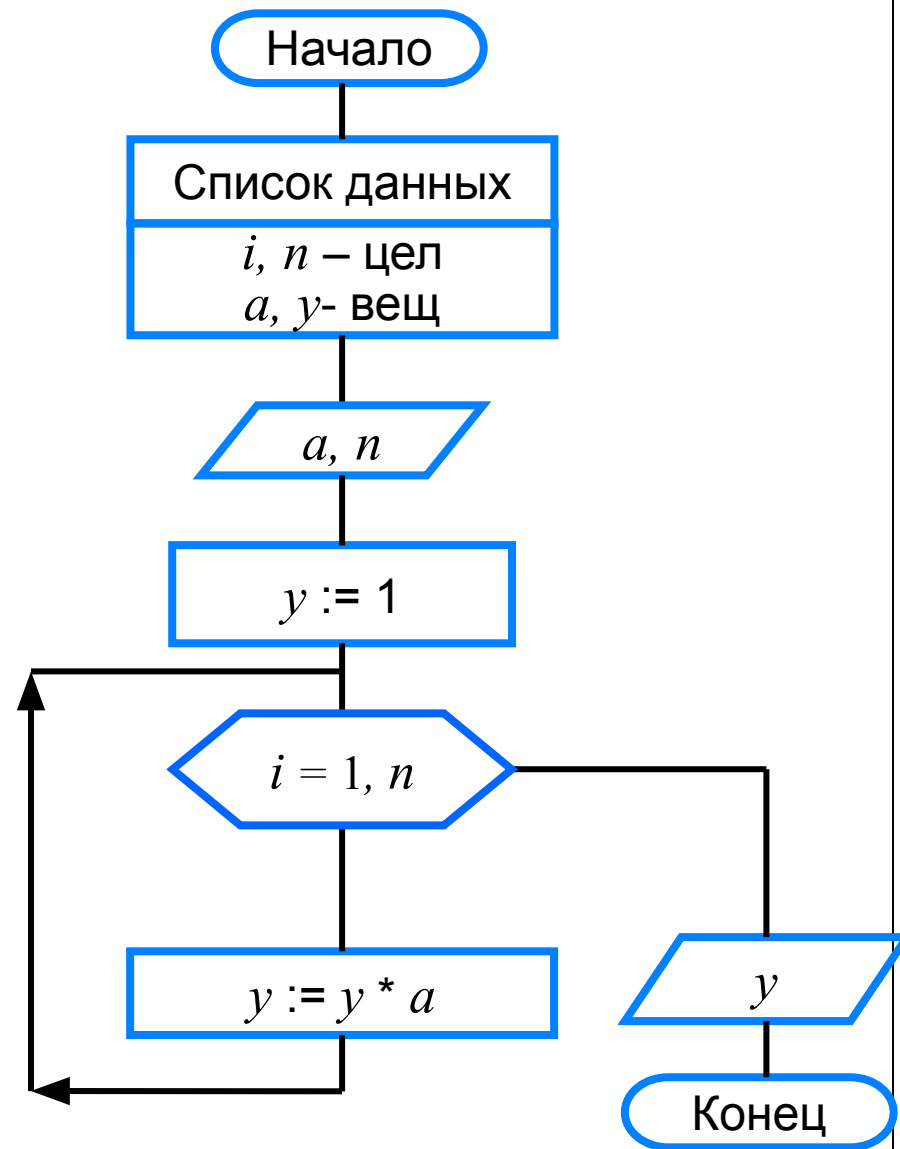 Начало
Список данных
i, n – цел
a, y- вещ
a, n
y := 1
i = 1, n
y := y * a
y
Конец